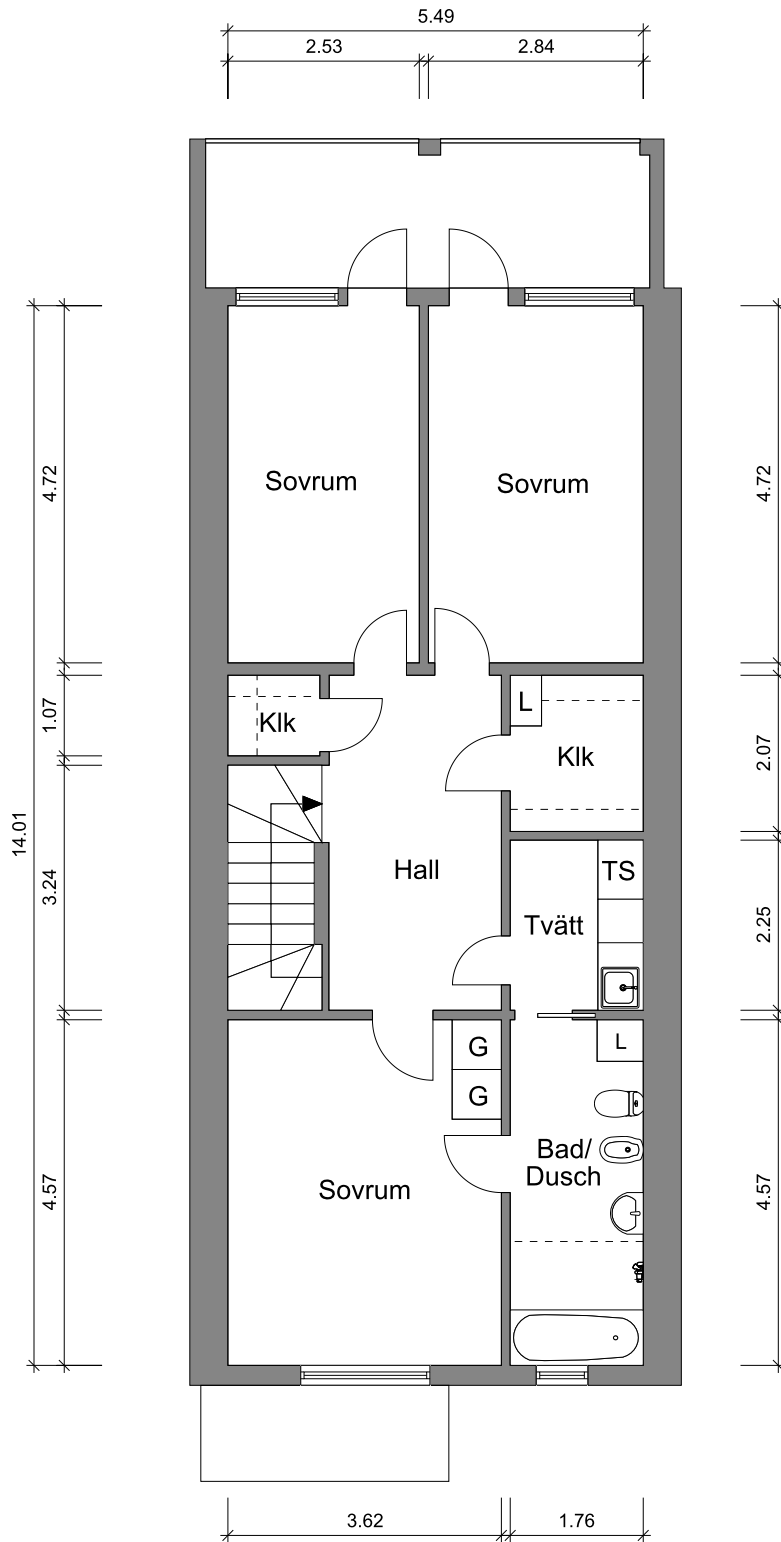 5.49
2.53
2.84
Sovrum
Sovrum
4.72
4.72
1.07
Klk
L
Klk
2.07
14.01
3.24
Hall
TS
Tvätt
2.25
G
G
L
Bad/
Dusch
Sovrum
4.57
4.57
3.62
1.76